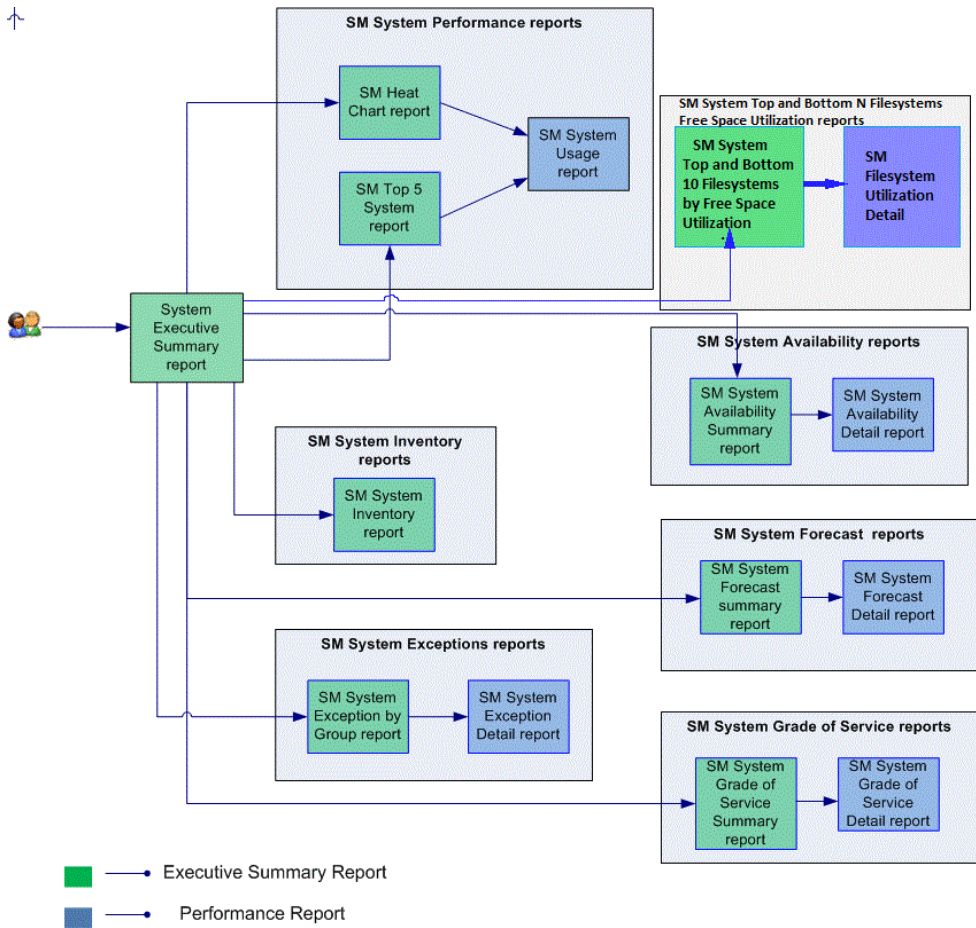 SM System Performance reports
SM Heat
Chart report
SM System
Usage
report
SM Top 5
System
report
SM System Top and Bottom N Filesystems
Free Space Utilization reports
SM System
Top and Bottom
10 Filesystems
by Free Space
Utilization
SM
Filesystem
Utilization
Detail
System
Executive
Summary
report
SM System Availability reports
SM System
Availability
Summary
report
SM System
Availability
Detail report
SM System Inventory
reports
SM System
Inventory
report
SM System Forecast reports
SM System
Forecast
summary
report
SM System
Forecast
Detail report
SM System Exceptions reports
SM System
Exception by
Group report
SM System
Exception
Detail report
SM System Grade of Service reports
SM System
Grade of
Service
Summary
report
SM System
Grade of
Service
Detail report
Executive Summary Report
Performance Report